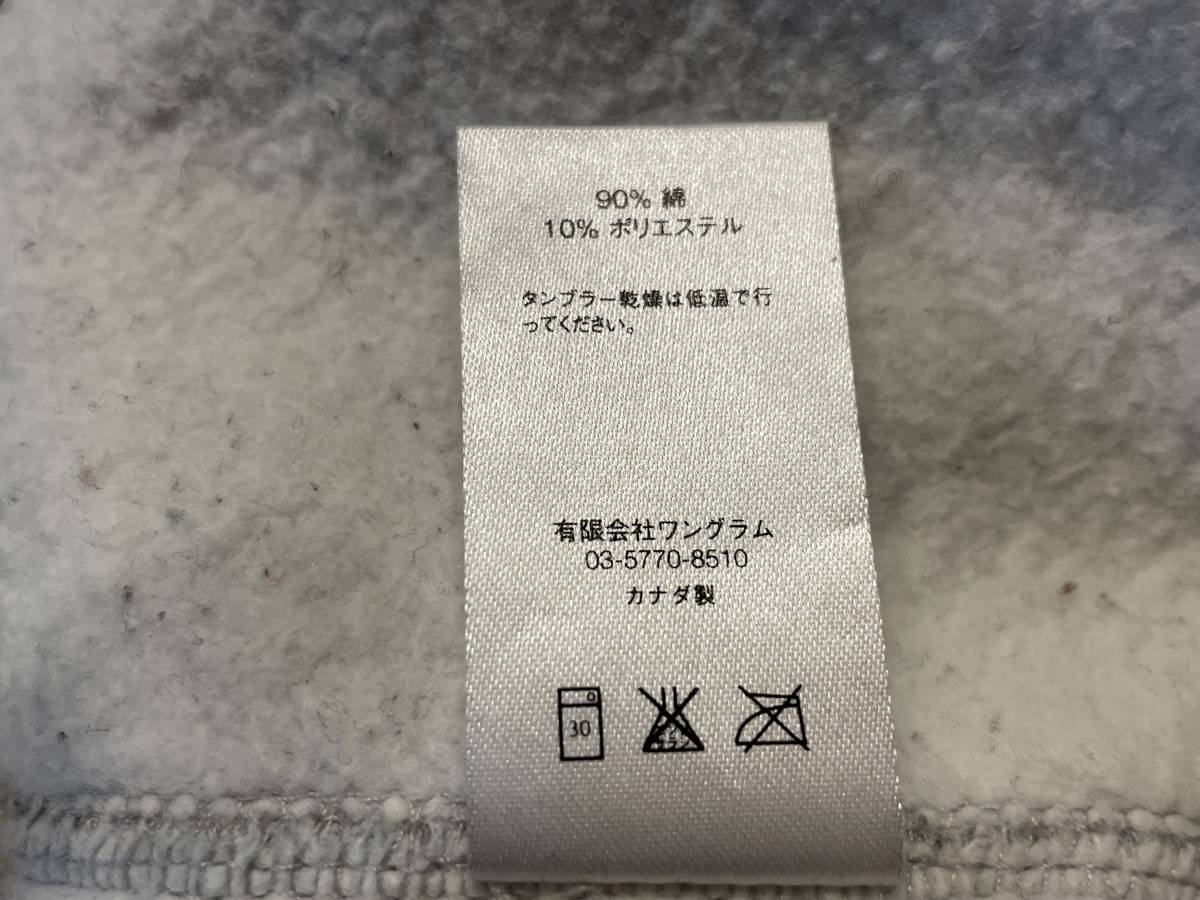 90% 綿
10% ポリエステル
タンブラー乾燥は低温で行
ってください。
有限会社ワングラム
03-5770-8510
カナダ製
30